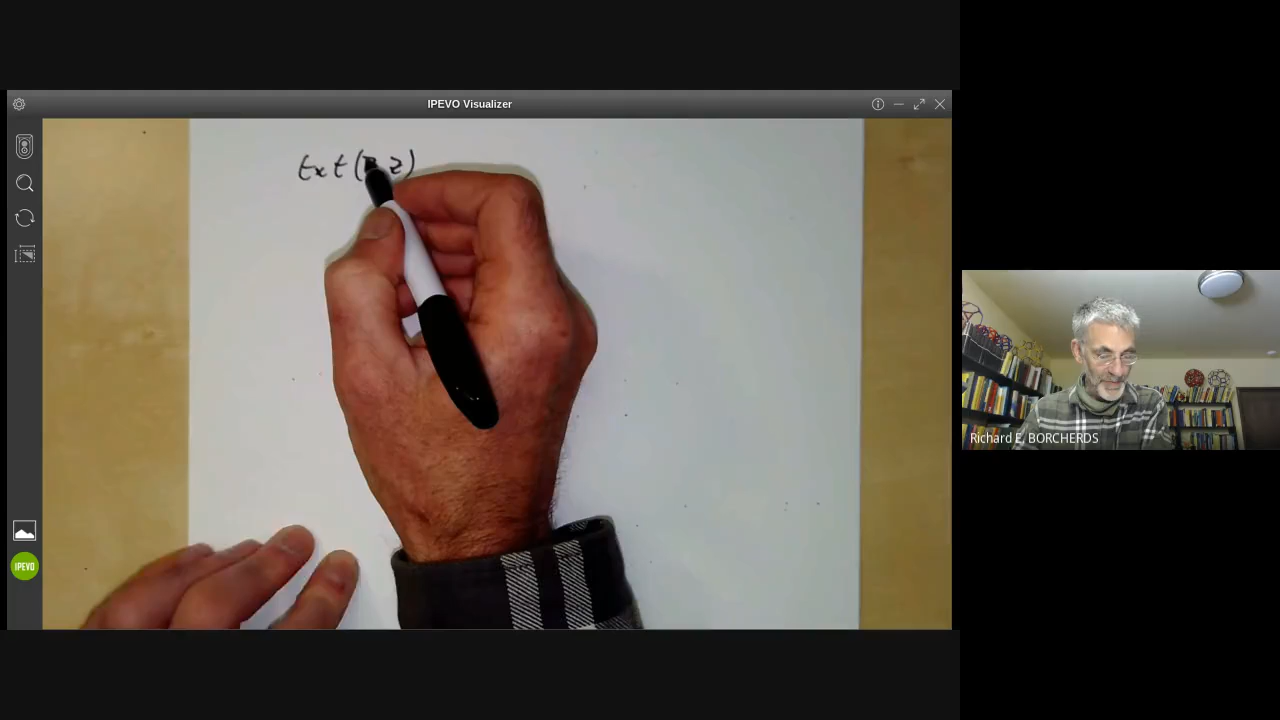 IPEVO Visualizer
Ext(
z)
IPEVO
Richard E. BORCHERDS